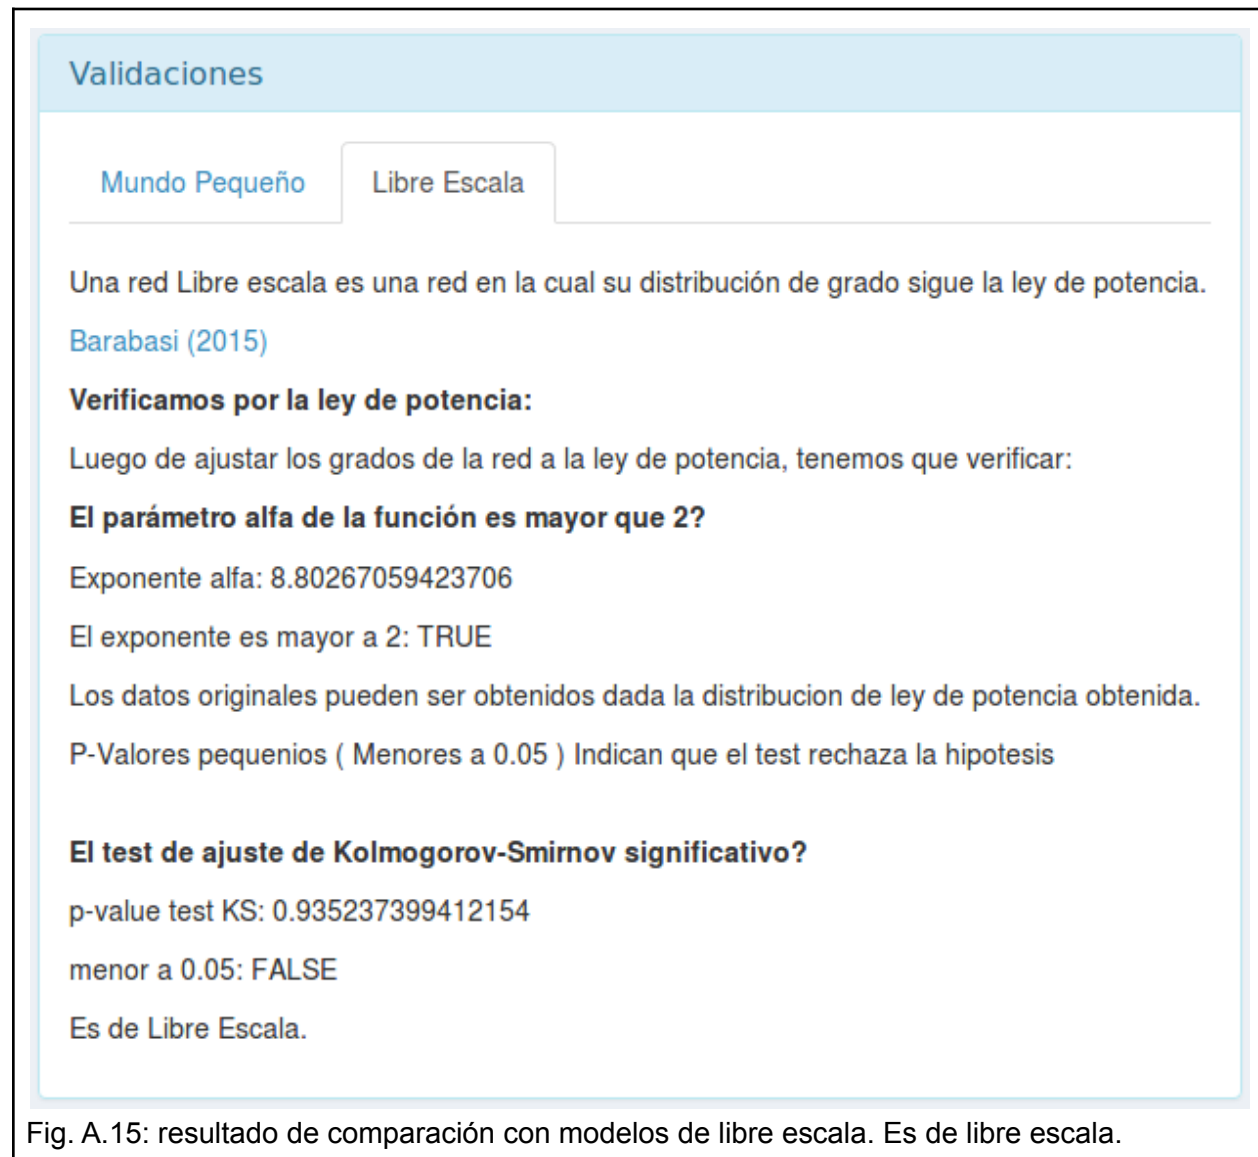 Validaciones
Mundo Pequeño
Libre Escala
Una red Libre escala es una red en la cual su distribución de grado sigue la ley de potencia.
Barabasi (2015)
Verificamos por la ley de potencia:
Luego de ajustar los grados de la red a la ley de potencia, tenemos que verificar:
El parámetro alfa de la función es mayor que 2?
Exponente alfa: 8.80267059423706
El exponente es mayor a 2: TRUE
Los datos originales pueden ser obtenidos dada la distribucion de ley de potencia obtenida.
P-Valores pequenios ( Menores a 0.05 ) Indican que el test rechaza la hipotesis
El test de ajuste de Kolmogorov-Smirnov significativo?
p-value test KS: 0.935237399412154
menor a 0.05: FALSE
Es de Libre Escala.
Fig. A.15: resultado de comparación con modelos de libre escala. Es de libre escala.